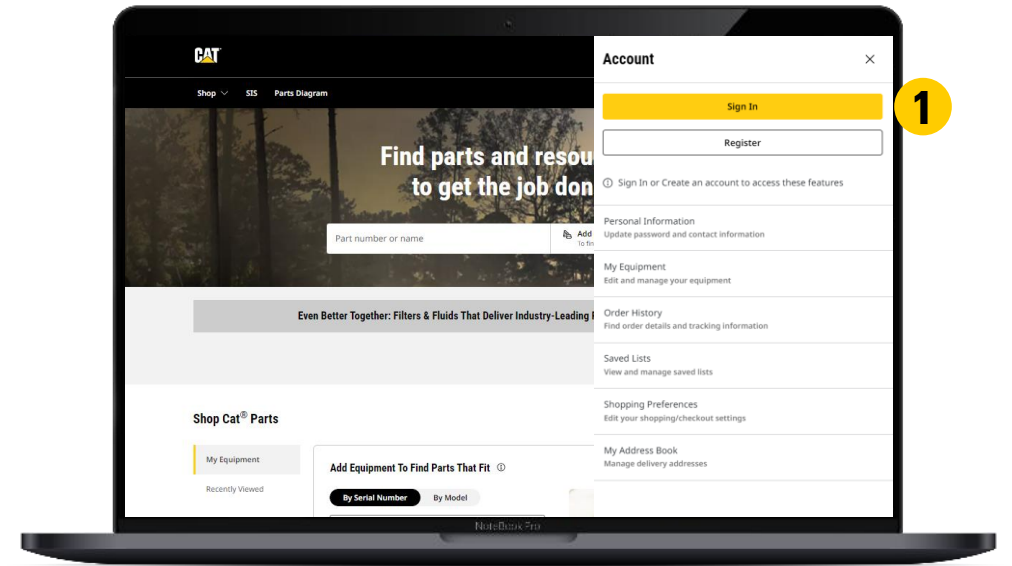 CAT
Shop SIS Parts Diagram
Find parts and resou
to get the job don
Part number or name
Add
To fin
Even Better Together: Filters & Fluids That Deliver Industry-Leading
Shop Cat® Parts
My Equipment
Recently Viewed
Add Equipment To Find Parts That Fit
By Serial Number By Model
Account
Sign In
Register
Sign In or Create an account to access these features
Personal Information
Update password and contact information
My Equipment
Edit and manage your equipment
Order History
Find order details and tracking information
Saved Lists
View and manage saved lists
Shopping Preferences
Edit your shopping/checkout settings
My Address Book
Manage delivery addresses
1
NoteBook Pro